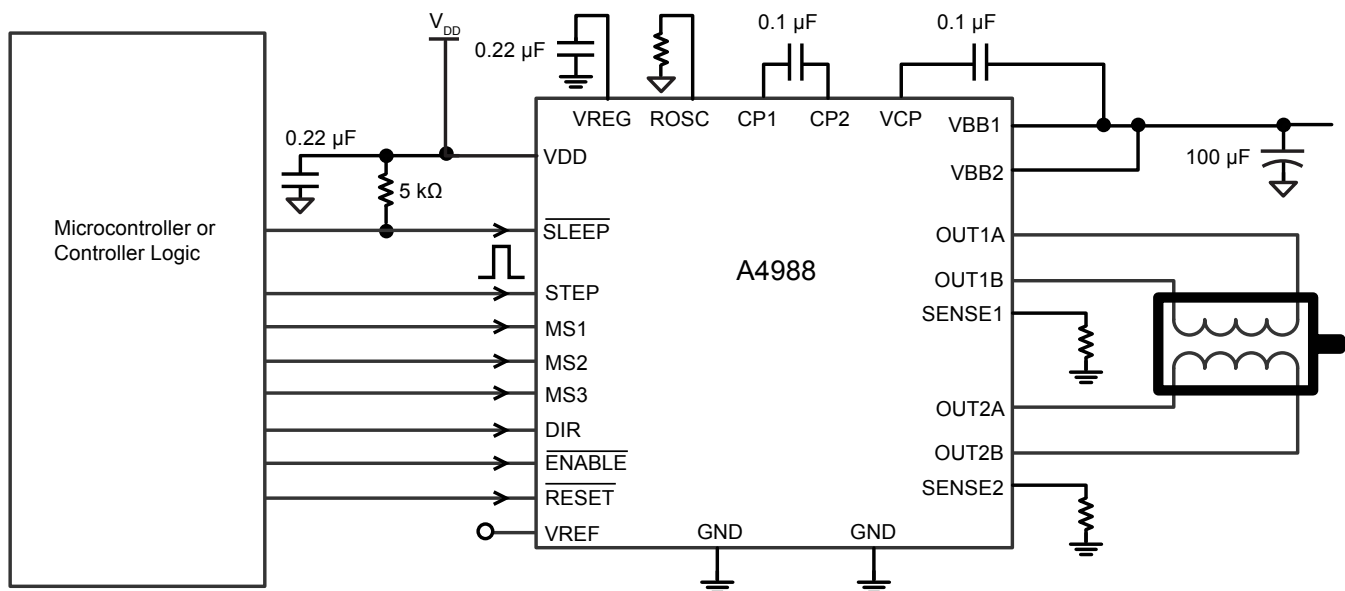 V_DD
0.22 µF
0.1 µF
0.1 µF
VREG
ROSC
CP1
CP2
VCP
VBB1
VBB2
100 µF
0.22 µF
VDD
5 kΩ
Microcontroller or
Controller Logic
SLEEP
STEP
MS1
MS2
MS3
DIR
ENABLE
RESET
VREF
A4988
OUT1A
OUT1B
SENSE1
OUT2A
OUT2B
SENSE2
GND
GND